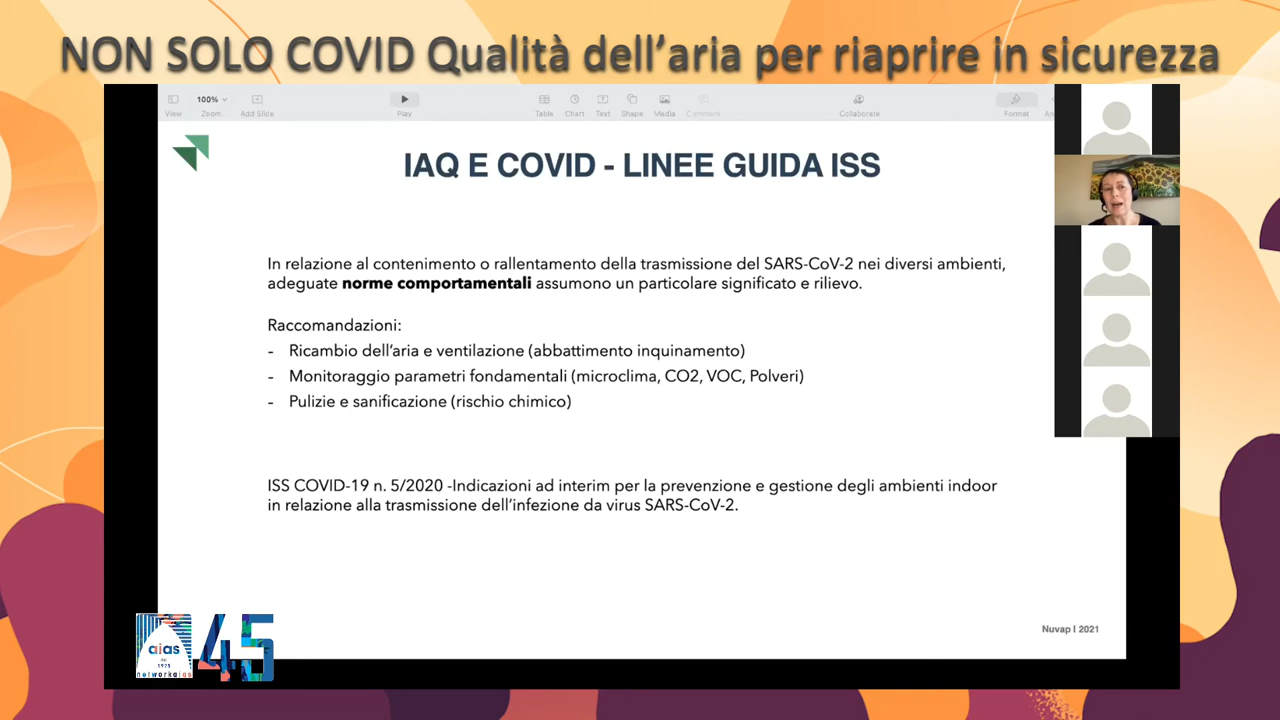 NON SOLO COVID Qualità dell'aria per riaprire in sicurezza
100%
View
Zoom
Add Slide
Play
Table
Chart
Text
Shape
Media
Comment
Collaborate
Format
IAQ E COVID - LINEE GUIDA ISS
In relazione al contenimento o rallentamento della trasmissione del SARS-CoV-2 nei diversi ambienti,
adeguate norme comportamentali assumono un particolare significato e rilievo.
Raccomandazioni:
- Ricambio dell'aria e ventilazione (abbattimento inquinamento)
- Monitoraggio parametri fondamentali (microclima, CO2, VOC, Polveri)
- Pulizie e sanificazione (rischio chimico)
ISS COVID-19 n. 5/2020 -Indicazioni ad interim per la prevenzione e gestione degli ambienti indoor
in relazione alla trasmissione dell'infezione da virus SARS-CoV-2.
Nuvap I 2021
aias
dal
1975
networkaias
45